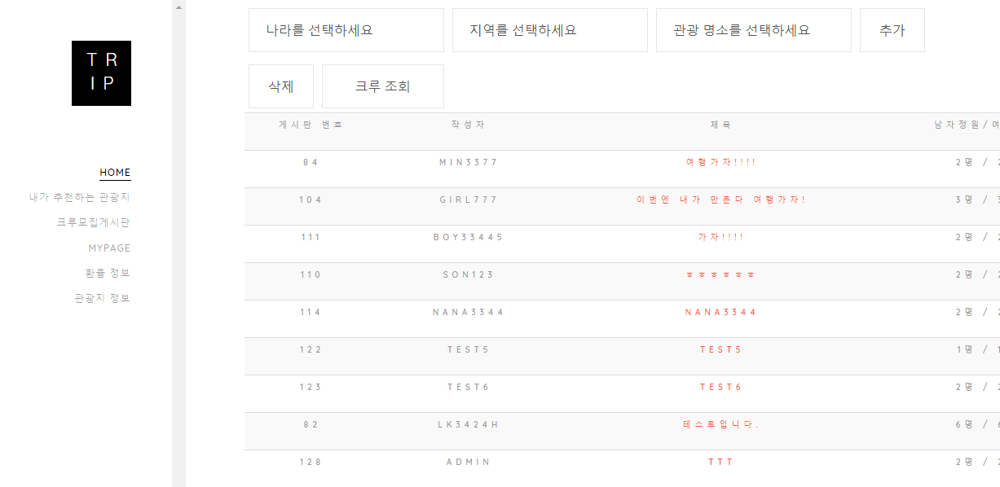 T R
I P
HOME
내가 추천하는 관광지
크루모집게시판
MYPAGE
환율 정보
관광지 정보
나라를 선택하세요 지역를 선택하세요 관광 명소를 선택하세요 추가
삭제 크루 조회
게시판 번호 작성자 제목 남자정원/여
84 MIN3377 여행가자!!!! 2명 / 2
104 GIRL777 이번엔 내가 만든다 여행가자! 3명 / 3
111 BOY33445 가자!!!! 2명 / 2
110 SON123 ㅎㅎㅎㅎㅎㅎ 2명 / 2
114 NANA3344 NANA3344 2명 / 2
122 TEST5 TEST5 1명 / 1
123 TEST6 TEST6 2명 / 2
82 LK3424H 테스트입니다. 6명 / 6
128 ADMIN TTT 2명 / 2